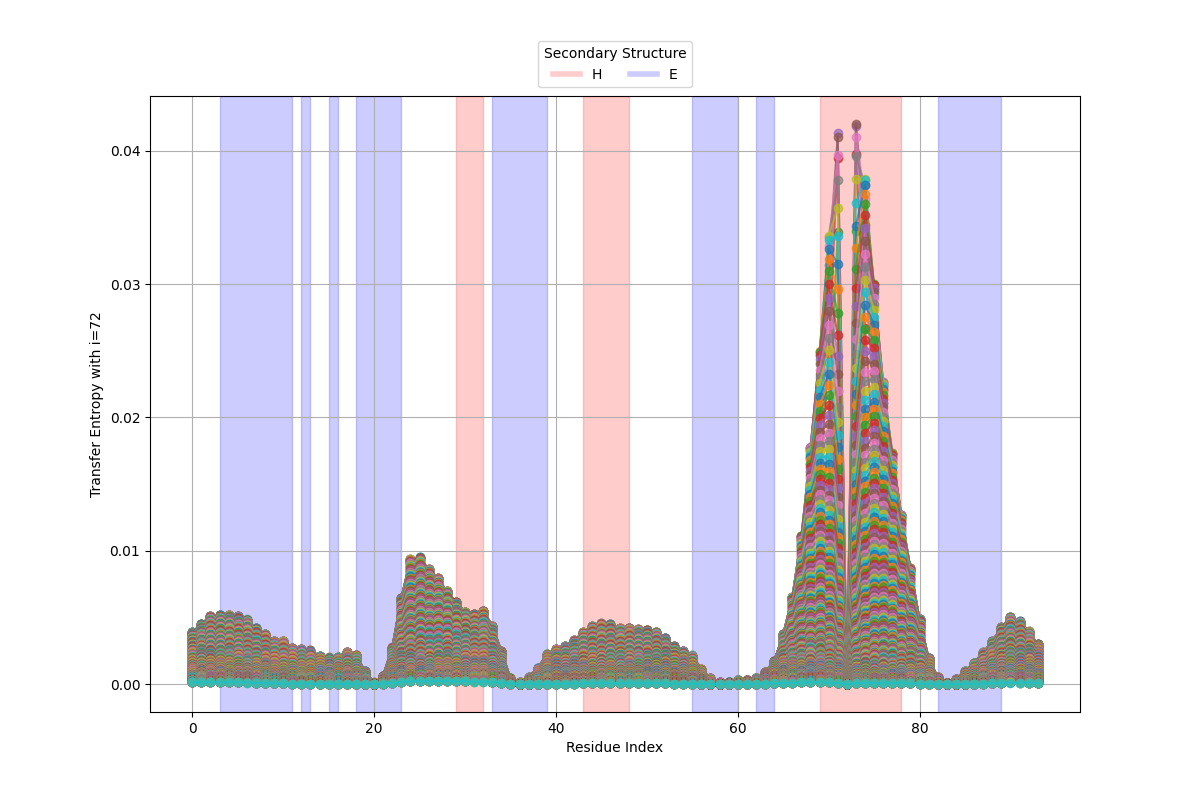 Secondary Structure
H E
Transfer Entropy with i=72
0.04
0.03
0.02
0.01
0.00
0 20 40 60 80
Residue Index